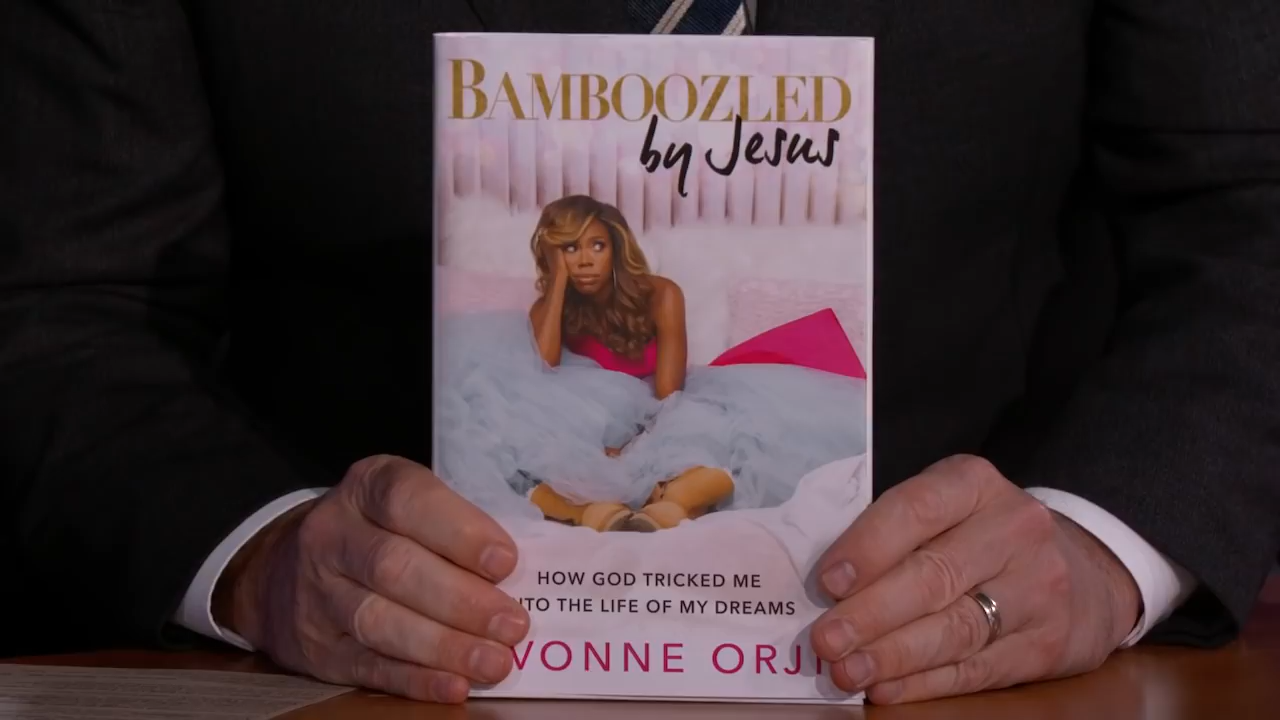 BAMBOOZLED
by Jesus
HOW GOD TRICKED ME
NTO THE LIFE OF MY DREAMS
VONNE ORJI